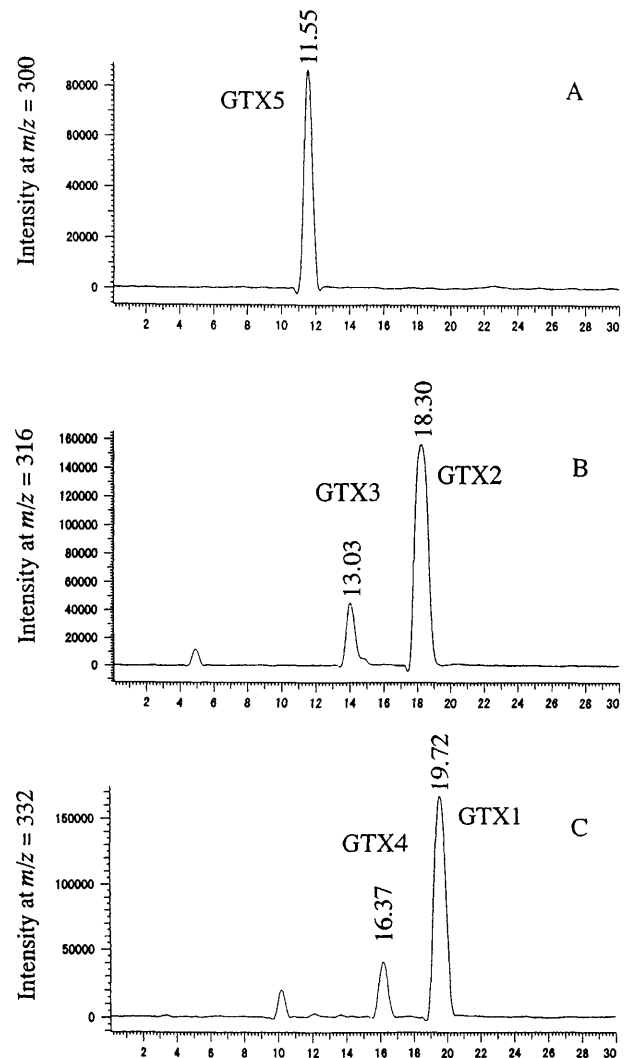 Intensity at m/z = 300
11.55
GTX5
A
80000
60000
40000
20000
0
2 4 6 8 10 12 14 16 18 20 22 24 26 28 30
Intensity at m/z = 316
18.30
GTX3
GTX2
B
13.03
160000
140000
120000
100000
80000
60000
40000
20000
0
2 4 6 8 10 12 14 16 18 20 22 24 26 28 30
Intensity at m/z = 332
19.72
GTX4
GTX1
C
16.37
150000
100000
50000
0
2 4 6 8 10 12 14 16 18 20 22 24 26 28 30